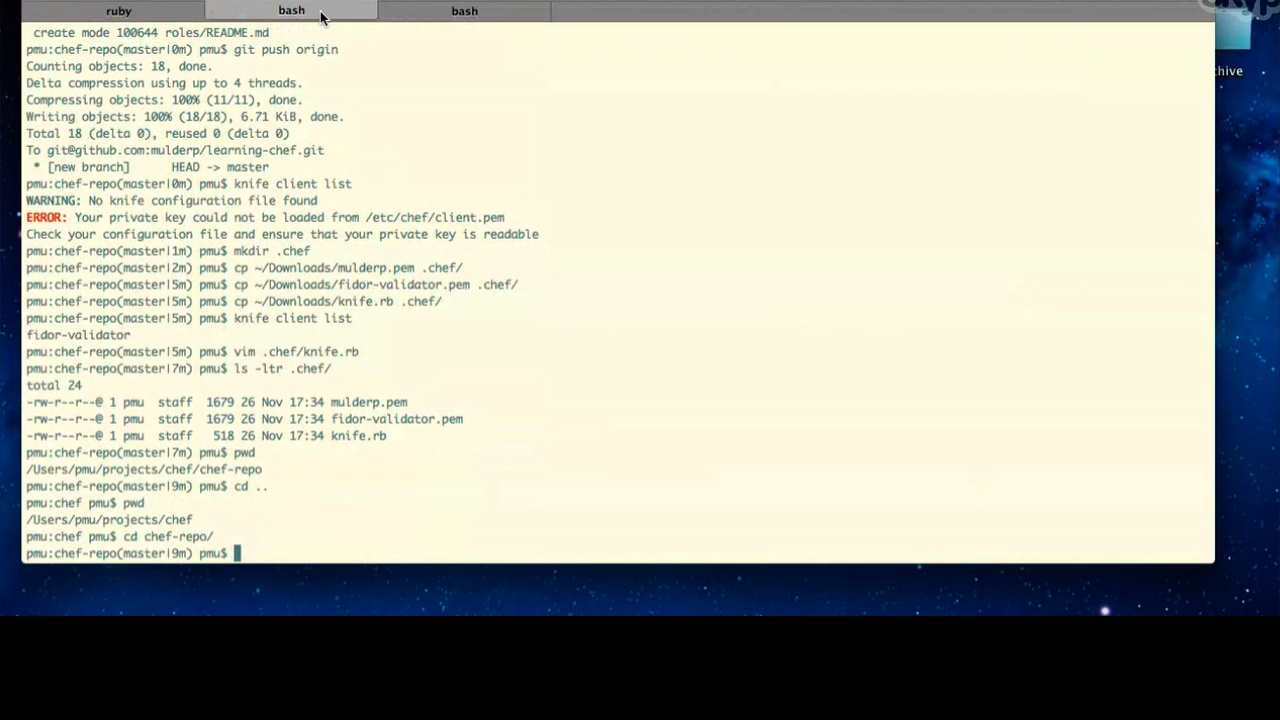 ruby
bash
bash
create mode 100644 roles/README.md
pmu:chef-repo(master|0m) pmu$ git push origin
Counting objects: 18, done.
Delta compression using up to 4 threads.
Compressing objects: 100% (11/11), done.
Writing objects: 100% (18/18), 6.71 KiB, done.
Total 18 (delta 0), reused 0 (delta 0)
To git@github.com:mulderp/learning-chef.git
* [new branch]      HEAD -> master
pmu:chef-repo(master|0m) pmu$ knife client list
WARNING: No knife configuration file found
ERROR: Your private key could not be loaded from /etc/chef/client.pem
Check your configuration file and ensure that your private key is readable
pmu:chef-repo(master|1m) pmu$ mkdir .chef
pmu:chef-repo(master|2m) pmu$ cp ~/Downloads/mulderp.pem .chef/
pmu:chef-repo(master|5m) pmu$ cp ~/Downloads/fidor-validator.pem .chef/
pmu:chef-repo(master|5m) pmu$ cp ~/Downloads/knife.rb .chef/
pmu:chef-repo(master|5m) pmu$ knife client list
fidor-validator
pmu:chef-repo(master|5m) pmu$ vim .chef/knife.rb
pmu:chef-repo(master|7m) pmu$ ls -ltr .chef/
total 24
-rw-r--r--@ 1 pmu  staff  1679 26 Nov 17:34 mulderp.pem
-rw-r--r--@ 1 pmu  staff  1679 26 Nov 17:34 fidor-validator.pem
-rw-r--r--@ 1 pmu  staff   518 26 Nov 17:34 knife.rb
pmu:chef-repo(master|7m) pmu$ pwd
/Users/pmu/projects/chef/chef-repo
pmu:chef-repo(master|9m) pmu$ cd ..
pmu:chef pmu$ pwd
/Users/pmu/projects/chef
pmu:chef pmu$ cd chef-repo/
pmu:chef-repo(master|9m) pmu$
hive